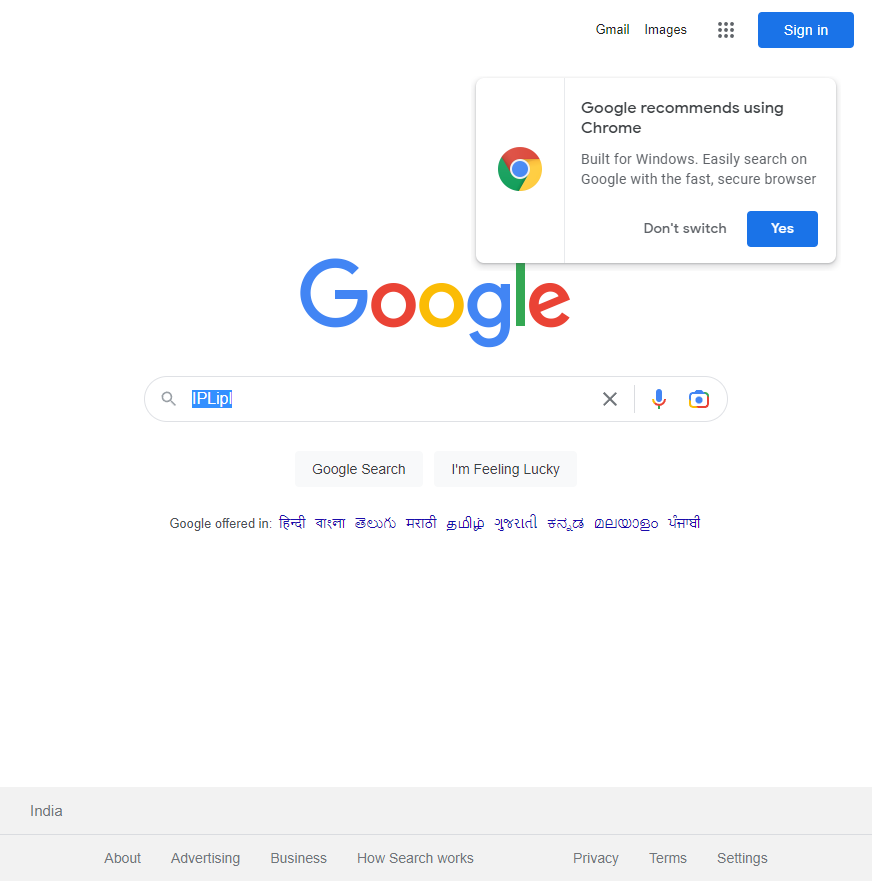 Gmail Images Sign in
Google recommends using
Chrome
Built for Windows. Easily search on
Google with the fast, secure browser
Don't switch Yes
Google
IPLipl
Google Search I'm Feeling Lucky
Google offered in: हिन्दी বাংলা తెలుగు मराठी தமிழ் ગુજરાતી ಕನ್ನಡ മലയാളം ਪੰਜਾਬੀ
India
About Advertising Business How Search works Privacy Terms Settings